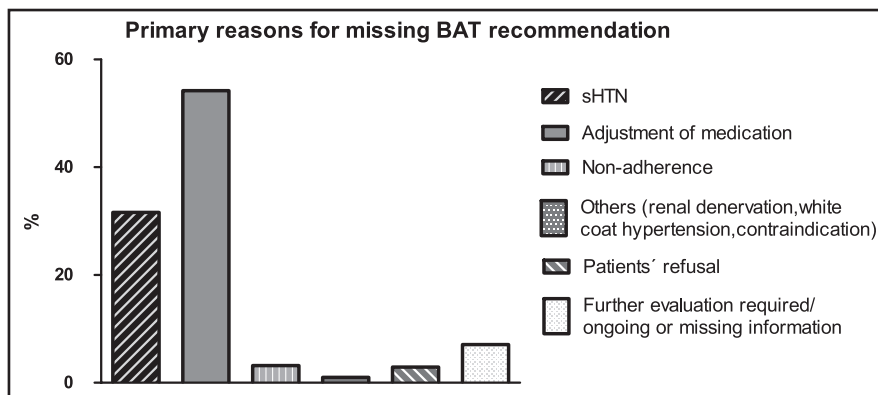 Primary reasons for missing BAT recommendation
60
40
20
0
%
sHTN
Adjustment of medication
Non-adherence
Others (renal denervation,white
coat hypertension,contraindication)
Patients´ refusal
Further evaluation required/
ongoing or missing information